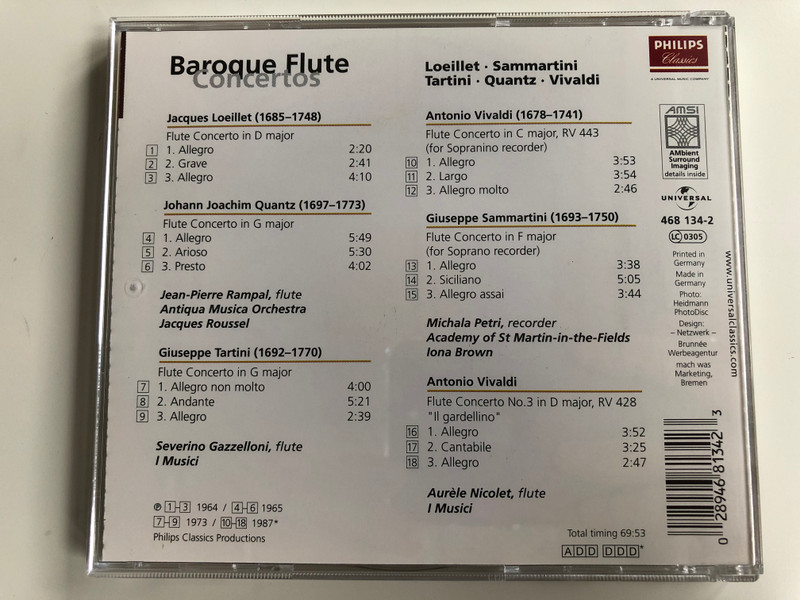 Baroque Flute
Concertos
Loeillet · Sammartini
Tartini · Quantz · Vivaldi
PHILIPS
Classics
A UNIVERSAL MUSIC COMPANY
Jacques Loeillet (1685–1748)
Flute Concerto in D major
1 1. Allegro 2:20
2 2. Grave 2:41
3 3. Allegro 4:10
Johann Joachim Quantz (1697–1773)
Flute Concerto in G major
4 1. Allegro 5:49
5 2. Arioso 5:30
6 3. Presto 4:02
Jean-Pierre Rampal, flute
Antiqua Musica Orchestra
Jacques Roussel
Giuseppe Tartini (1692–1770)
Flute Concerto in G major
7 1. Allegro non molto 4:00
8 2. Andante 5:21
9 3. Allegro 2:39
Severino Gazzelloni, flute
I Musici
℗ 1-3 1964 / 4-6 1965
7-9 1973 / 10-18 1987*
Philips Classics Productions
Antonio Vivaldi (1678–1741)
Flute Concerto in C major, RV 443
(for Sopranino recorder)
10 1. Allegro 3:53
11 2. Largo 3:54
12 3. Allegro molto 2:46
Giuseppe Sammartini (1693–1750)
Flute Concerto in F major
(for Soprano recorder)
13 1. Allegro 3:38
14 2. Siciliano 5:05
15 3. Allegro assai 3:44
Michala Petri, recorder
Academy of St Martin-in-the-Fields
Iona Brown
Antonio Vivaldi
Flute Concerto No.3 in D major, RV 428
"Il gardellino"
16 1. Allegro 3:52
17 2. Cantabile 3:25
18 3. Allegro 2:47
Aurèle Nicolet, flute
I Musici
Total timing 69:53
ADD DDD*
AMSI
AMbient
Surround
Imaging
details inside
UNIVERSAL
468 134-2
LC 0305
Printed in
Germany
Made in
Germany
Photo:
Heidmann
PhotoDisc
Design:
– Netzwerk –
Brunnée
Werbeagentur
mach was
Marketing,
Bremen
www.universalclassics.com
0 28946 81342 3